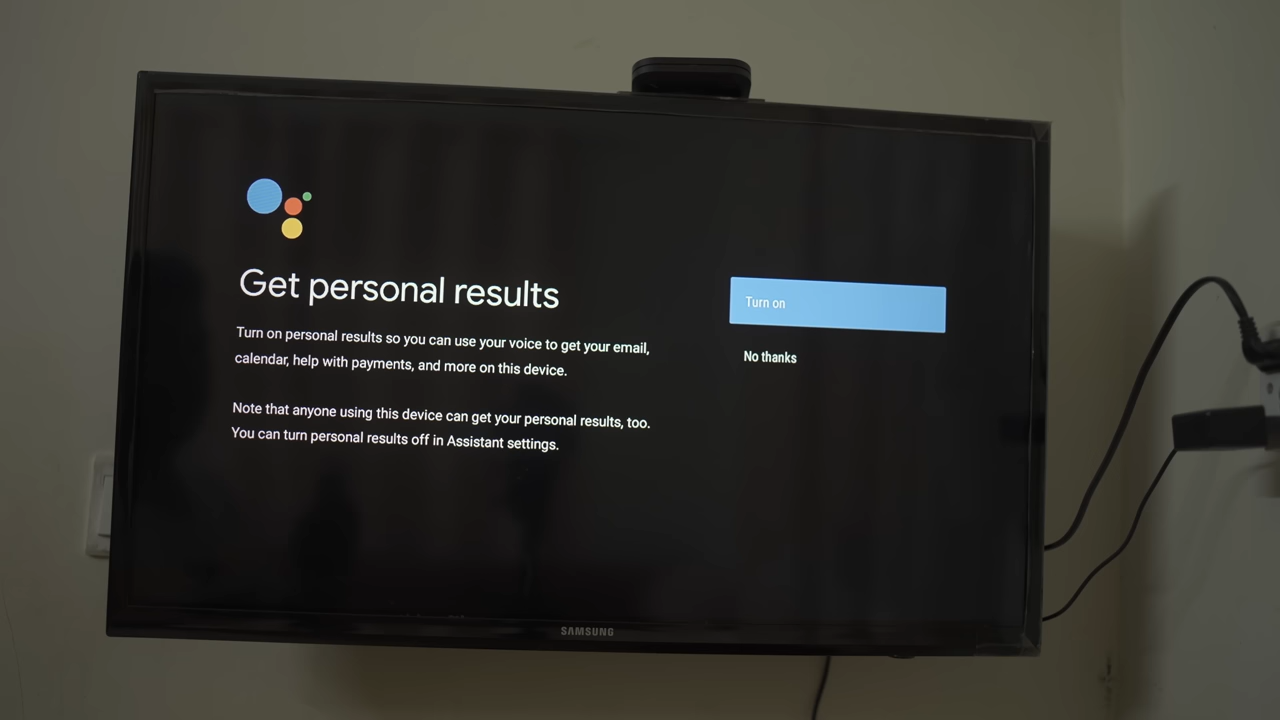 Get personal results
Turn on personal results so you can use your voice to get your email,
calendar, help with payments, and more on this device.
Note that anyone using this device can get your personal results, too.
You can turn personal results off in Assistant settings.
Turn on
No thanks
SAMSUNG